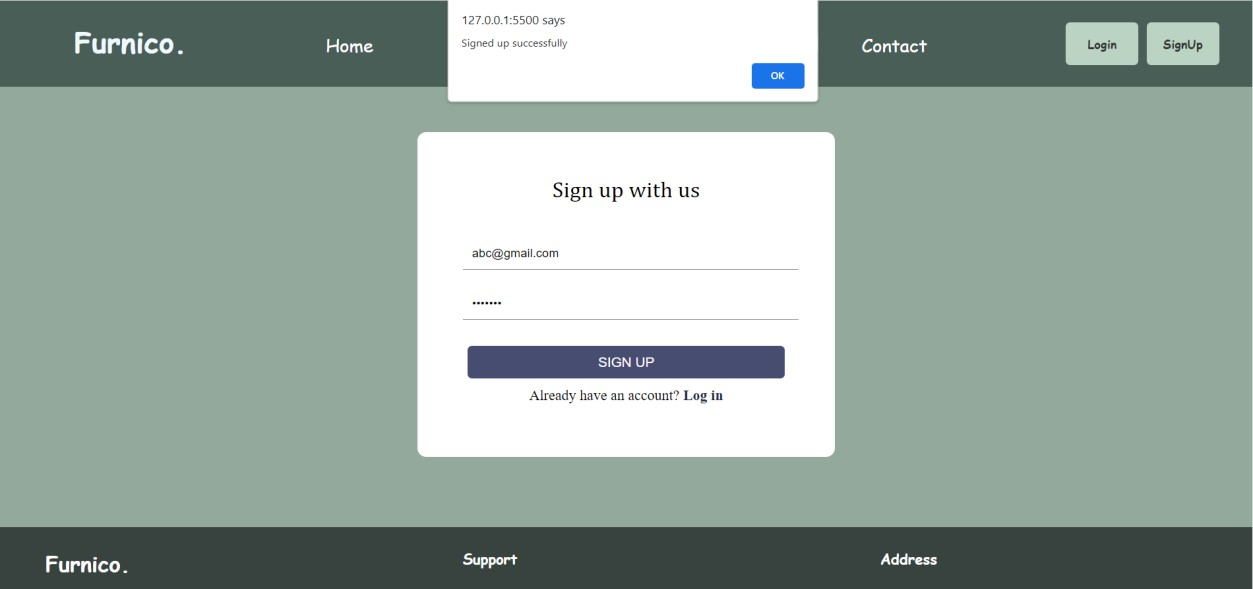 127.0.0.1:5500 says
Signed up successfully
OK
Furnico.
Home
Contact
Login
SignUp
Sign up with us
abc@gmail.com
•••••••
SIGN UP
Already have an account? Log in
Furnico.
Support
Address